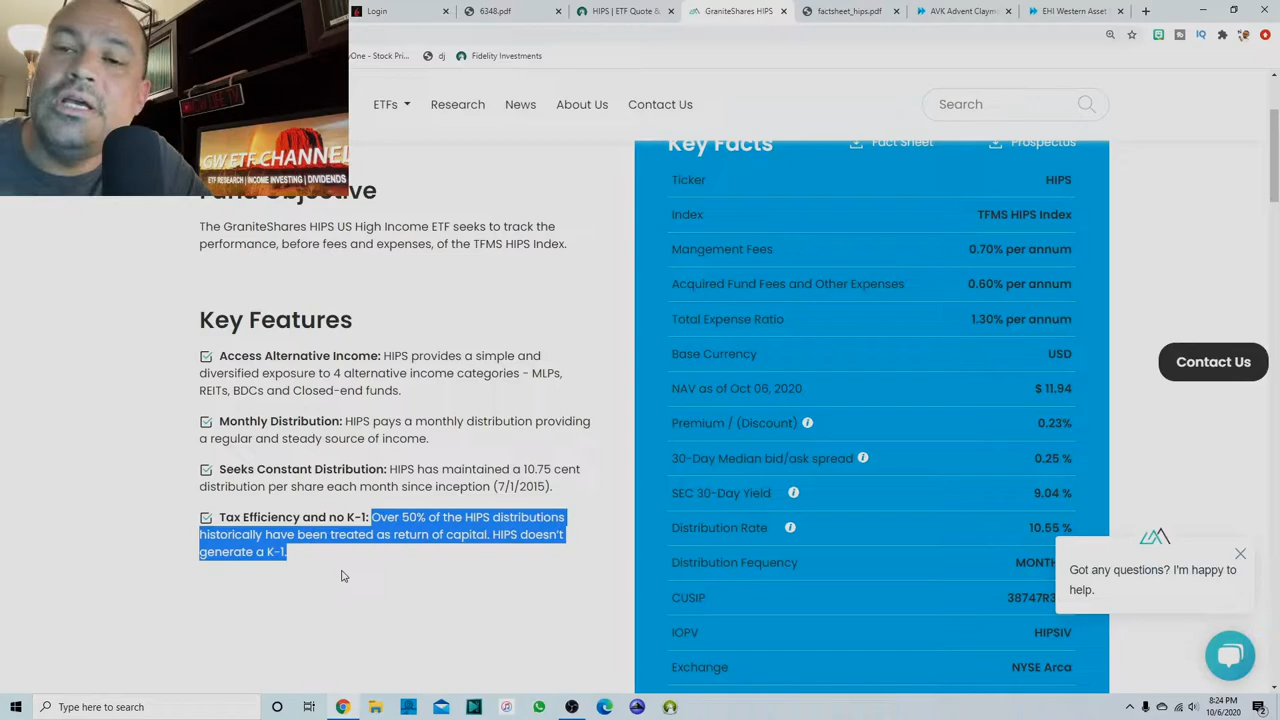 Login
6348.pdf
HIPS | ETF Quote &
GraniteShares HIPS
factsheet_hips.pdf
AVK Advent Claym
EHI Western Asset
yOne - Stock Pric...
dj
Fidelity Investments
GW ETF CHANNEL
ETF RESEARCH | INCOME INVESTING | DIVIDENDS
ETFs
Research
News
About Us
Contact Us
Search
Fund Objective
The GraniteShares HIPS US High Income ETF seeks to track the
performance, before fees and expenses, of the TFMS HIPS Index.
Key Features
Access Alternative Income: HIPS provides a simple and
diversified exposure to 4 alternative income categories - MLPs,
REITs, BDCs and Closed-end funds.
Monthly Distribution: HIPS pays a monthly distribution providing
a regular and steady source of income.
Seeks Constant Distribution: HIPS has maintained a 10.75 cent
distribution per share each month since inception (7/1/2015).
Tax Efficiency and no K-1: Over 50% of the HIPS distributions
historically have been treated as return of capital. HIPS doesn't
generate a K-1.
Key Facts Fact Sheet Prospectus
Ticker HIPS
Index TFMS HIPS Index
Mangement Fees 0.70% per annum
Acquired Fund Fees and Other Expenses 0.60% per annum
Total Expense Ratio 1.30% per annum
Base Currency USD
NAV as of Oct 06, 2020 $ 11.94
Premium / (Discount) 0.23%
30-Day Median bid/ask spread 0.25 %
SEC 30-Day Yield 9.04 %
Distribution Rate 10.55 %
Distribution Fequency MONTH
CUSIP 38747R3
IOPV HIPSIV
Exchange NYSE Arca
Contact Us
Got any questions? I'm happy to
help.
Type here to search
8:24 PM
10/6/2020